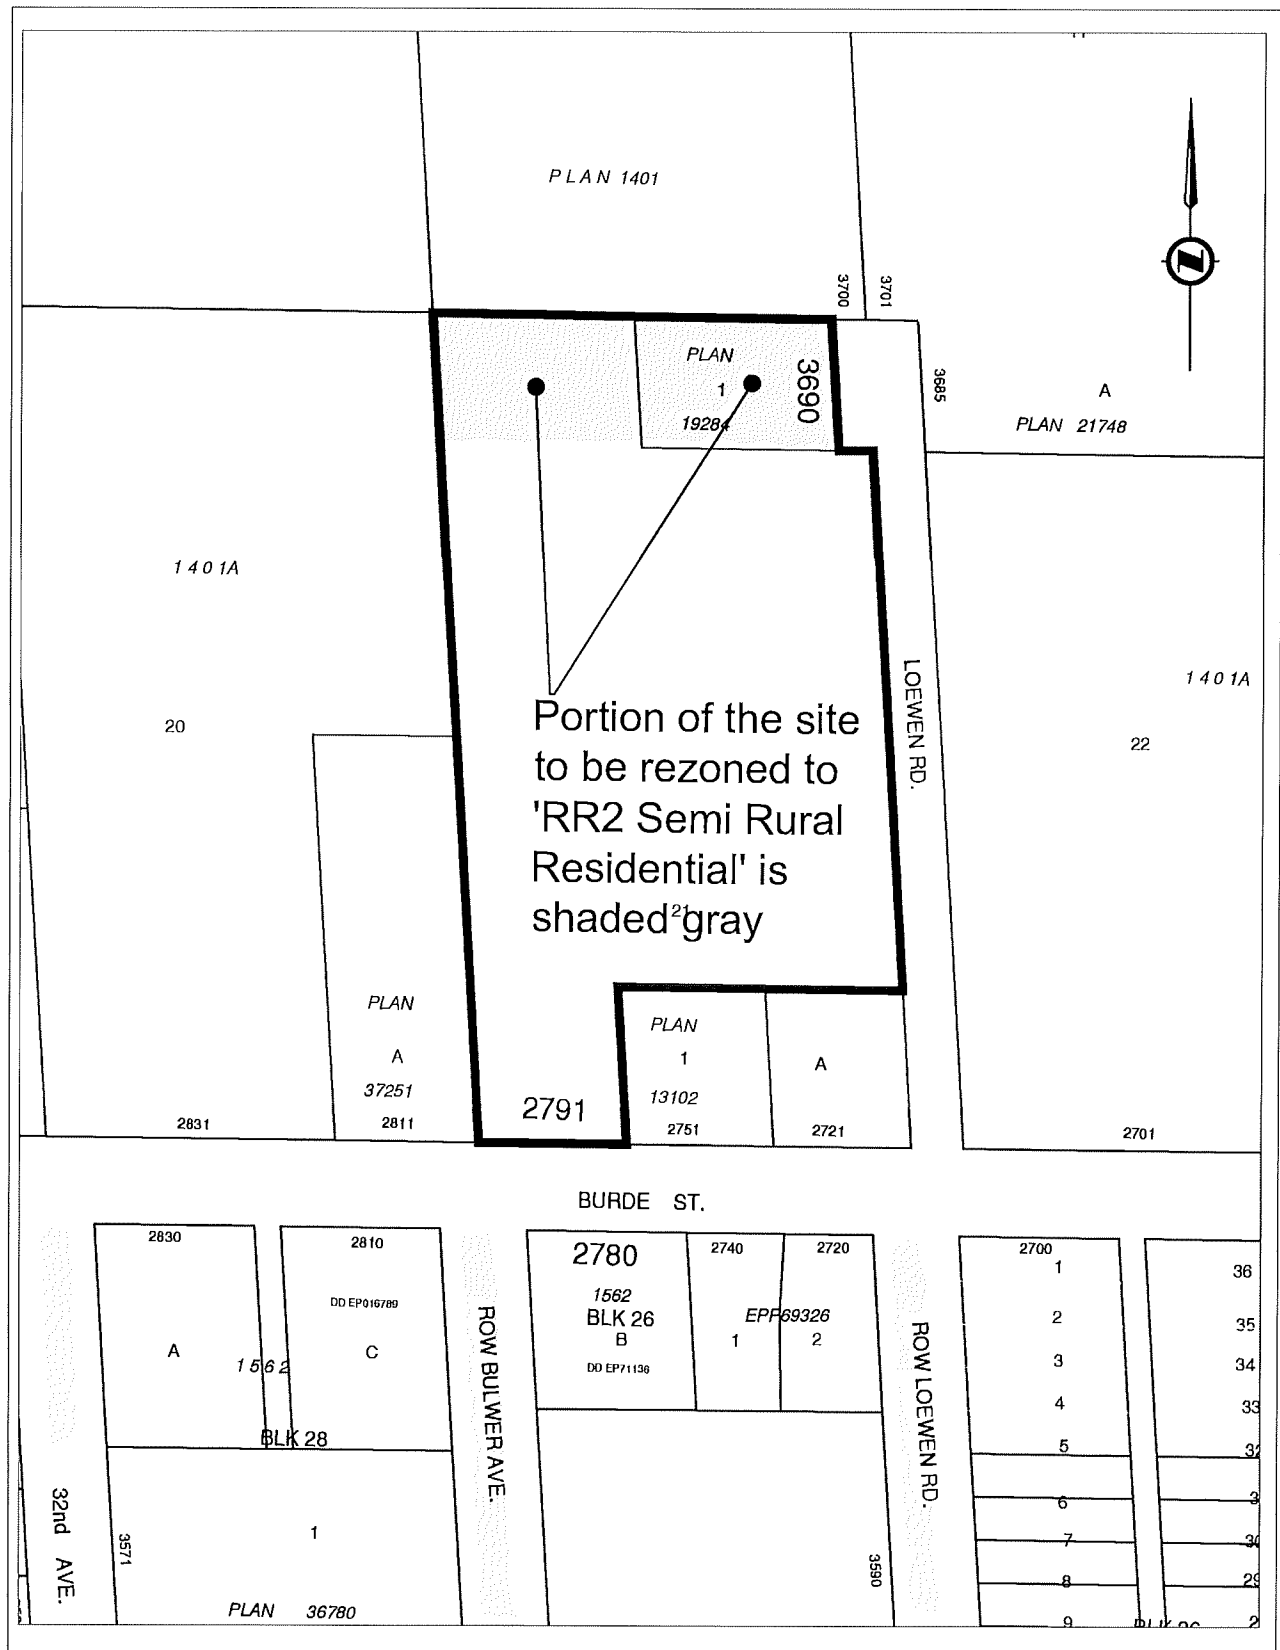 PLAN 1401
3700
3701
PLAN
1
19284
3690
3685
A
PLAN 21748
1401A
20
LOEWEN RD.
1401A
22
Portion of the site
to be rezoned to
'RR2 Semi Rural
Residential' is
shaded gray
21
PLAN
A
37251
2831
2811
2791
PLAN
1
13102
2751
A
2721
2701
BURDE ST.
2830
2810
2780
2740
2720
2700
DD EP016789
A
1562
C
BLK 28
ROW BULWER AVE.
1562
BLK 26
B
DD EP71136
EPP69326
1
2
ROW LOEWEN RD.
1
2
3
4
5
6
7
8
9
36
35
34
33
32nd AVE.
3571
1
PLAN 36780
3590